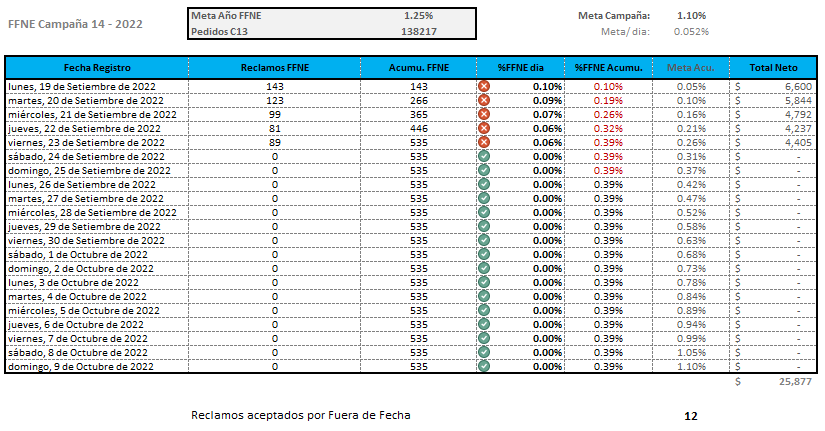 FFNE Campaña 14 - 2022
Meta Año FFNE 1.25% Meta Campaña: 1.10%
Pedidos C13 138217 Meta/ dia: 0.052%
Fecha Registro Reclamos FFNE Acumu. FFNE %FFNE dia %FFNE Acumu. Meta Acu. Total Neto
lunes, 19 de Setiembre de 2022 143 143 0.10% 0.10% 0.05% $ 6,600
martes, 20 de Setiembre de 2022 123 266 0.09% 0.19% 0.10% $ 5,844
miércoles, 21 de Setiembre de 2022 99 365 0.07% 0.26% 0.16% $ 4,792
jueves, 22 de Setiembre de 2022 81 446 0.06% 0.32% 0.21% $ 4,237
viernes, 23 de Setiembre de 2022 89 535 0.06% 0.39% 0.26% $ 4,405
sábado, 24 de Setiembre de 2022 0 535 0.00% 0.39% 0.31% $ -
domingo, 25 de Setiembre de 2022 0 535 0.00% 0.39% 0.37% $ -
lunes, 26 de Setiembre de 2022 0 535 0.00% 0.39% 0.42% $ -
martes, 27 de Setiembre de 2022 0 535 0.00% 0.39% 0.47% $ -
miércoles, 28 de Setiembre de 2022 0 535 0.00% 0.39% 0.52% $ -
jueves, 29 de Setiembre de 2022 0 535 0.00% 0.39% 0.58% $ -
viernes, 30 de Setiembre de 2022 0 535 0.00% 0.39% 0.63% $ -
sábado, 1 de Octubre de 2022 0 535 0.00% 0.39% 0.68% $ -
domingo, 2 de Octubre de 2022 0 535 0.00% 0.39% 0.73% $ -
lunes, 3 de Octubre de 2022 0 535 0.00% 0.39% 0.78% $ -
martes, 4 de Octubre de 2022 0 535 0.00% 0.39% 0.84% $ -
miércoles, 5 de Octubre de 2022 0 535 0.00% 0.39% 0.89% $ -
jueves, 6 de Octubre de 2022 0 535 0.00% 0.39% 0.94% $ -
viernes, 7 de Octubre de 2022 0 535 0.00% 0.39% 0.99% $ -
sábado, 8 de Octubre de 2022 0 535 0.00% 0.39% 1.05% $ -
domingo, 9 de Octubre de 2022 0 535 0.00% 0.39% 1.10% $ -
$ 25,877
Reclamos aceptados por Fuera de Fecha 12